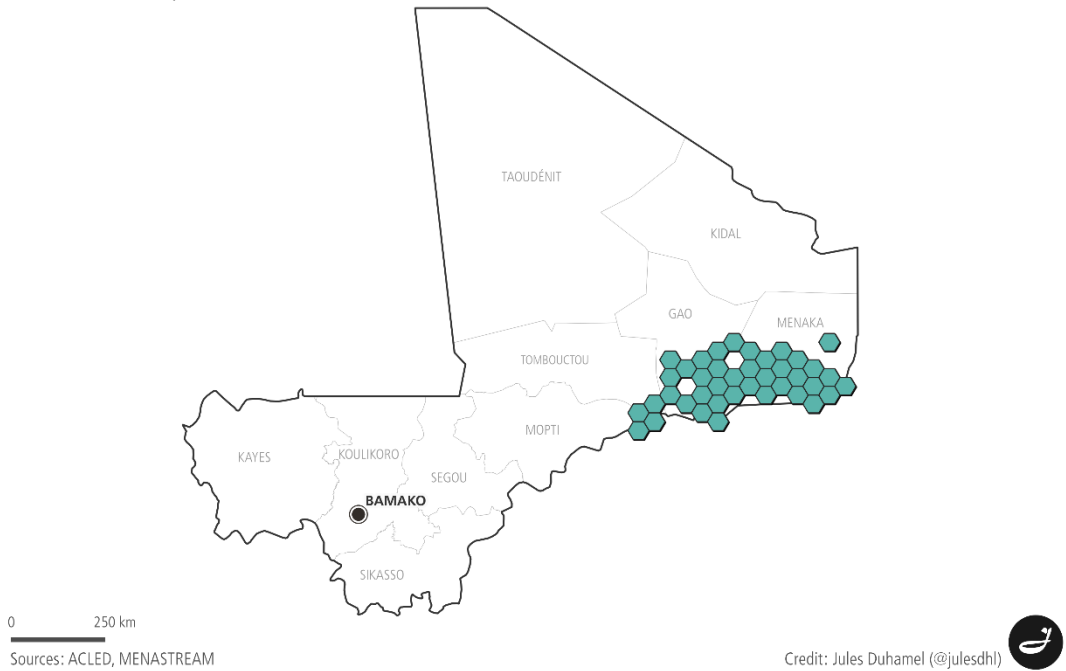 TAOUDÉNIT
KIDAL
GAO
MENAKA
TOMBOUCTOU
MOPTI
KAYES
KOULIKORO
SEGOU
BAMAKO
SIKASSO
0 250 km
Sources: ACLED, MENASTREAM
Credit: Jules Duhamel (@julesdhl)